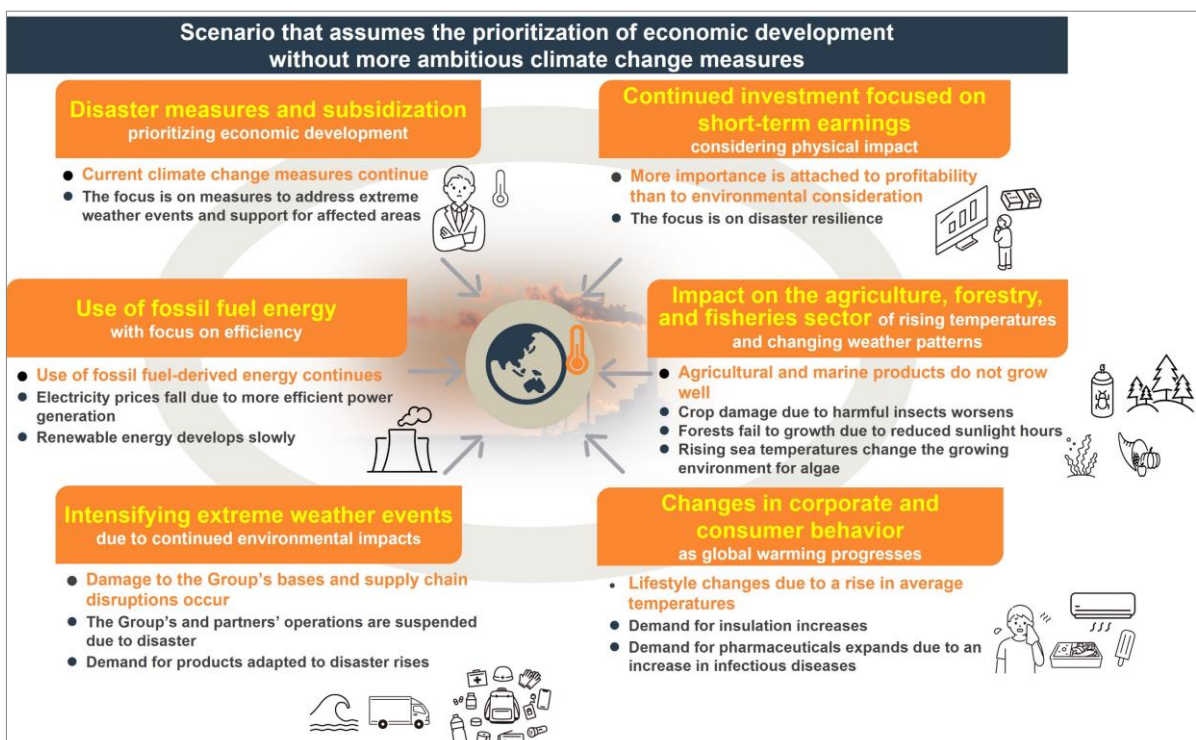 Scenario that assumes the prioritization of economic development
without more ambitious climate change measures
Disaster measures and subsidization
prioritizing economic development
● Current climate change measures continue
● The focus is on measures to address extreme
weather events and support for affected areas
Continued investment focused on
short-term earnings
considering physical impact
● More importance is attached to profitability
than to environmental consideration
● The focus is on disaster resilience
Use of fossil fuel energy
with focus on efficiency
● Use of fossil fuel-derived energy continues
● Electricity prices fall due to more efficient power
generation
● Renewable energy develops slowly
Impact on the agriculture, forestry,
and fisheries sector of rising temperatures
and changing weather patterns
● Agricultural and marine products do not grow
well
● Crop damage due to harmful insects worsens
● Forests fail to growth due to reduced sunlight hours
● Rising sea temperatures change the growing
environment for algae
Intensifying extreme weather events
due to continued environmental impacts
● Damage to the Group's bases and supply chain
disruptions occur
● The Group's and partners' operations are suspended
due to disaster
● Demand for products adapted to disaster rises
Changes in corporate and
consumer behavior
as global warming progresses
• Lifestyle changes due to a rise in average
temperatures
● Demand for insulation increases
● Demand for pharmaceuticals expands due to an
increase in infectious diseases